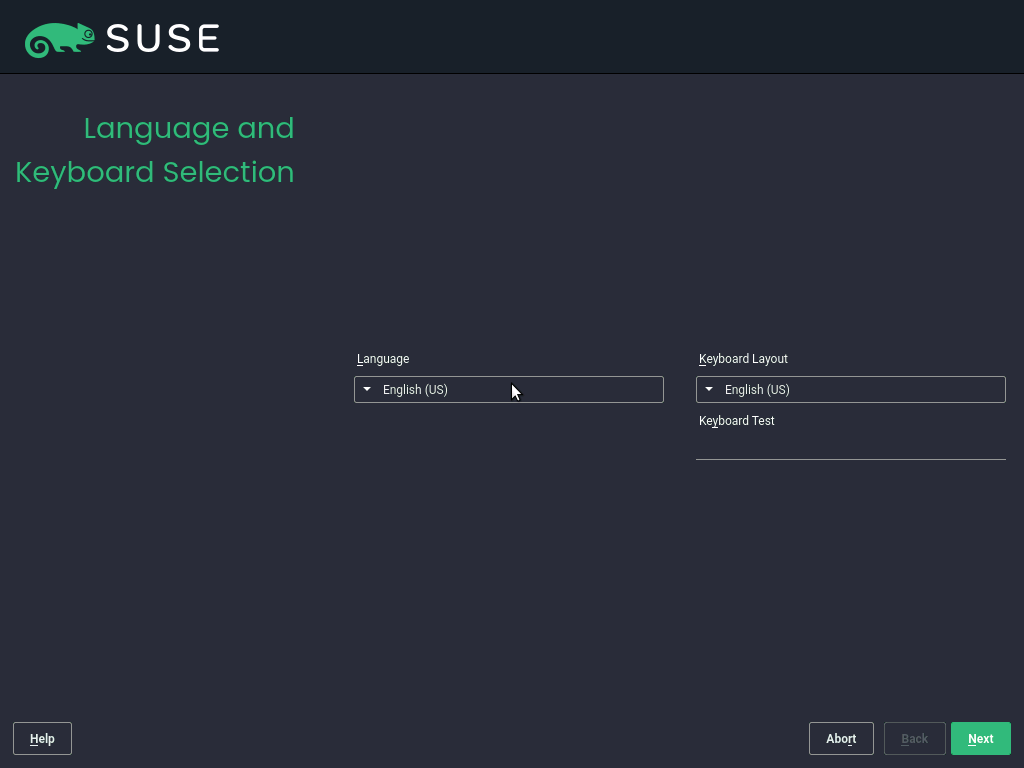 SUSE
Language and
Keyboard Selection
Language
English (US)
Keyboard Layout
English (US)
Keyboard Test
Help
Abort
Back
Next